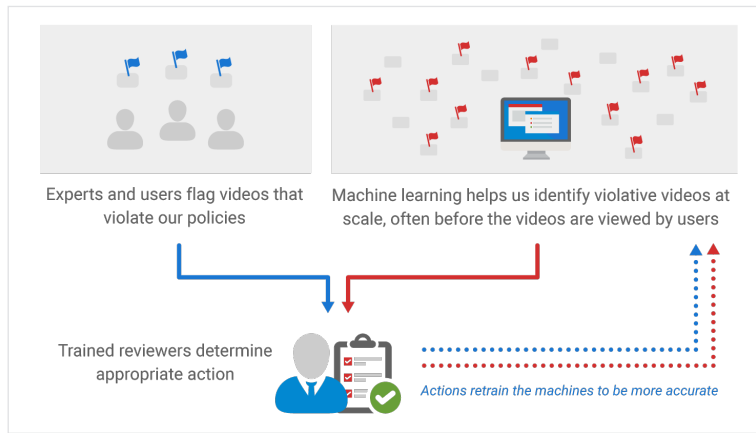 Experts and users flag videos that
violate our policies
Machine learning helps us identify violative videos at
scale, often before the videos are viewed by users
Trained reviewers determine
appropriate action
Actions retrain the machines to be more accurate